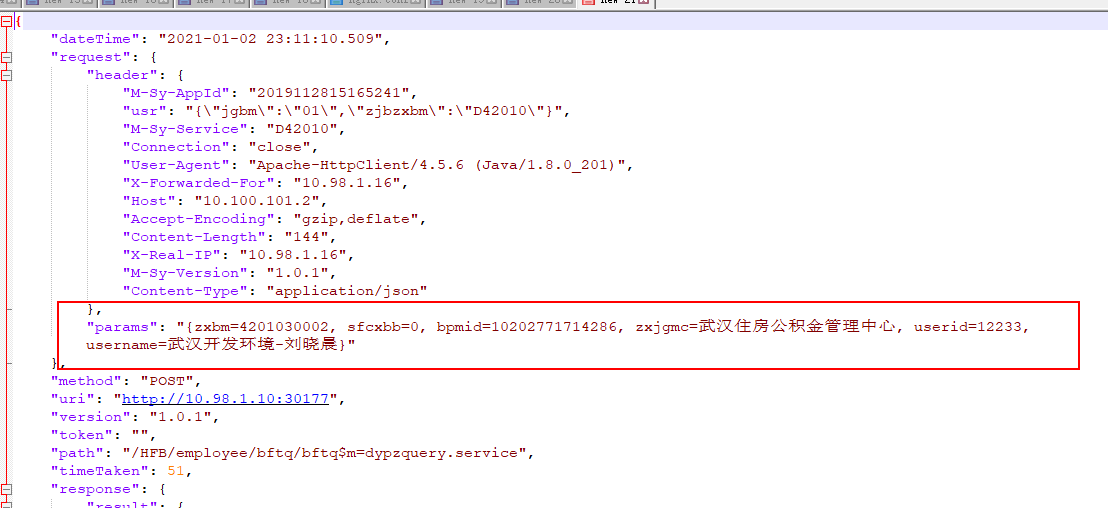 new 15
new 16
new 17
new 18
nginx.conf
new 19
new 20
new 21
{
"dateTime": "2021-01-02 23:11:10.509",
"request": {
"header": {
"M-Sy-AppId": "2019112815165241",
"usr": "{\"jgbm\":\"01\",\"zjbzxbm\":\"D42010\"}",
"M-Sy-Service": "D42010",
"Connection": "close",
"User-Agent": "Apache-HttpClient/4.5.6 (Java/1.8.0_201)",
"X-Forwarded-For": "10.98.1.16",
"Host": "10.100.101.2",
"Accept-Encoding": "gzip,deflate",
"Content-Length": "144",
"X-Real-IP": "10.98.1.16",
"M-Sy-Version": "1.0.1",
"Content-Type": "application/json"
},
"params": "{zxbm=4201030002, sfcxbb=0, bpmid=10202771714286, zxjgmc=武汉住房公积金管理中心, userid=12233,
username=武汉开发环境-刘晓晨}"
},
"method": "POST",
"uri": "http://10.98.1.10:30177",
"version": "1.0.1",
"token": "",
"path": "/HFB/employee/bftq/bftq$m=dypzquery.service",
"timeTaken": 51,
"response": {
"result": {